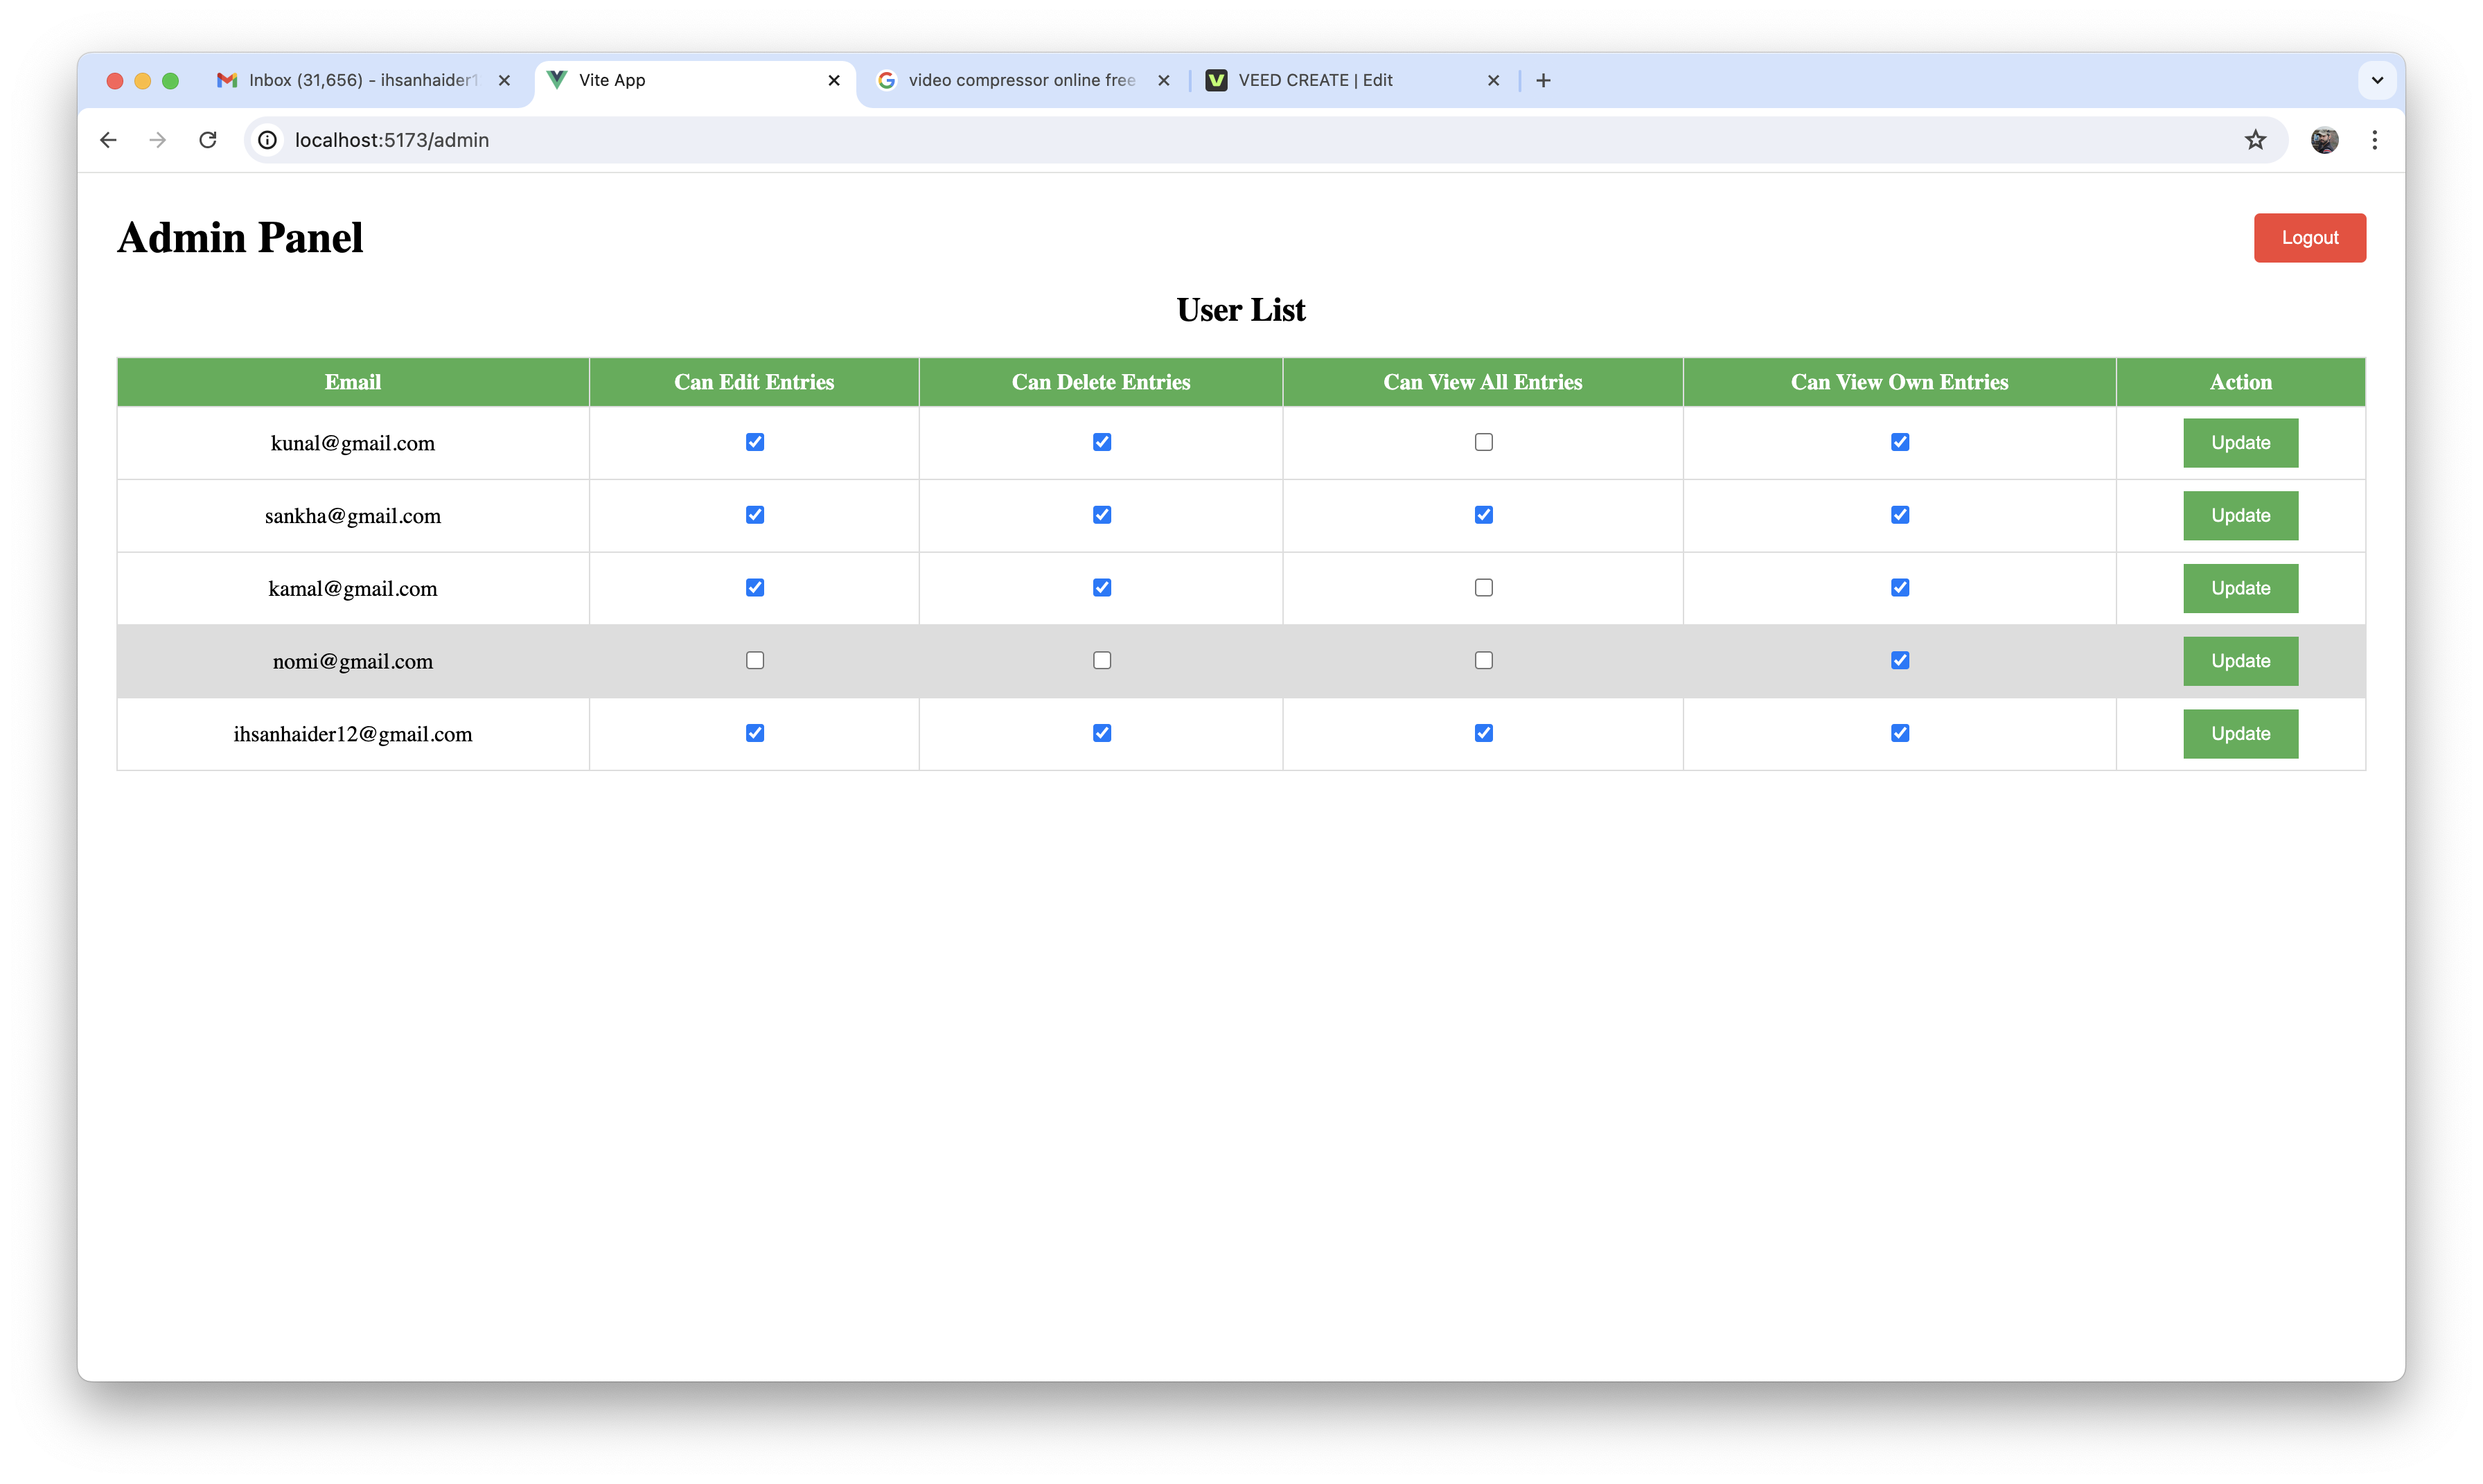 Inbox (31,656) - ihsanhaider1
Vite App
video compressor online free
VEED CREATE | Edit
localhost:5173/admin
Admin Panel
Logout
User List
Email Can Edit Entries Can Delete Entries Can View All Entries Can View Own Entries Action
kunal@gmail.com Update
sankha@gmail.com Update
kamal@gmail.com Update
nomi@gmail.com Update
ihsanhaider12@gmail.com Update